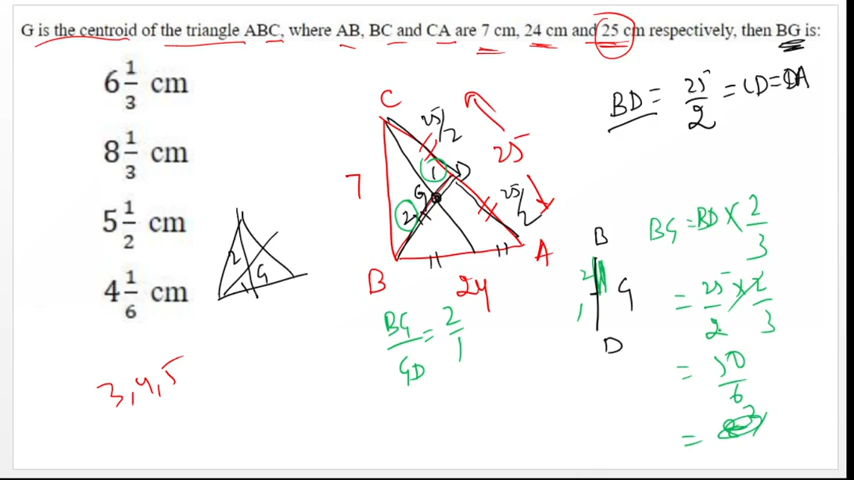 G is the centroid of the triangle ABC, where AB, BC and CA are 7 cm, 24 cm and 25 cm respectively, then BG is:
6 1/3 cm
8 1/3 cm
5 1/2 cm
4 1/6 cm
3, 4, 5
2
G
C
25/2
25
7
1
D
G
2
25/2
B
24
A
BG/GD = 2/1
BD = 25/2 = CD = DA
B
2
G
1
D
BG = BD × 2/3
= 25/2 × 2/3
= 50/6
=